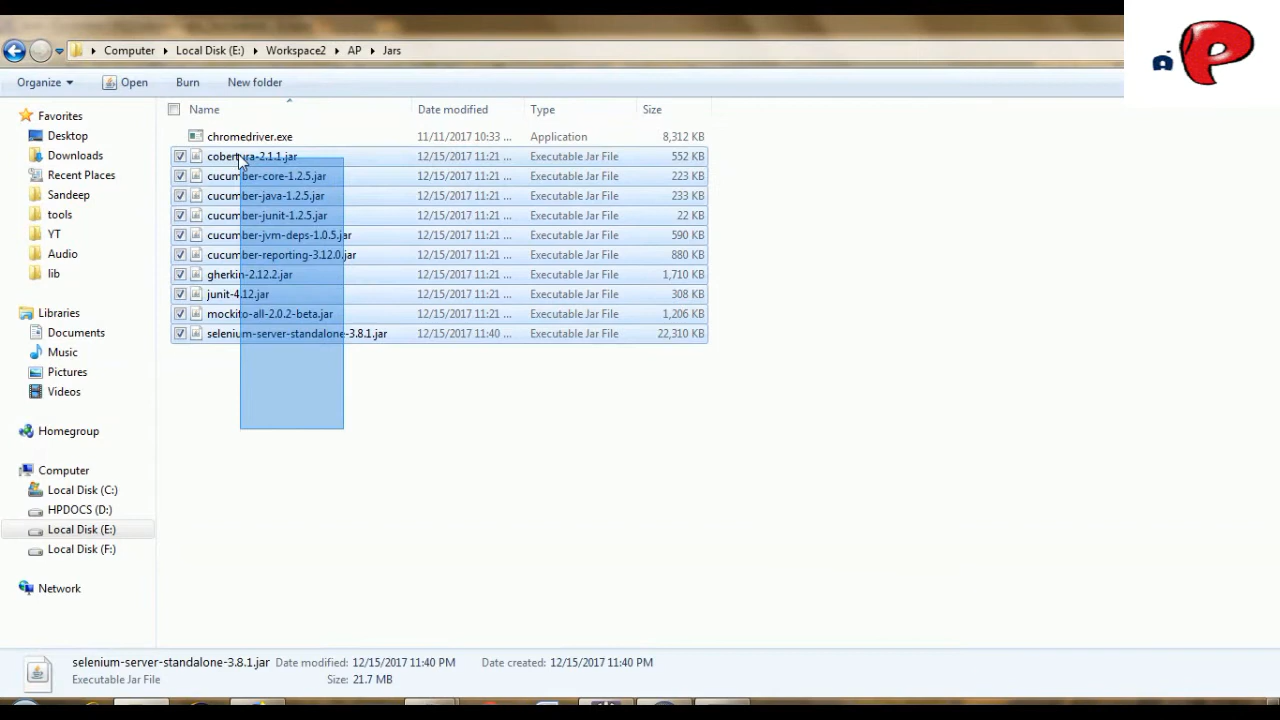 Computer Local Disk (E:) Workspace2 AP Jars
Organize Open Burn New folder
Favorites
Desktop
Downloads
Recent Places
Sandeep
tools
YT
Audio
lib
Libraries
Documents
Music
Pictures
Videos
Homegroup
Computer
Local Disk (C:)
HPDOCS (D:)
Local Disk (E:)
Local Disk (F:)
Network
Name Date modified Type Size
chromedriver.exe 11/11/2017 10:33 ... Application 8,312 KB
cobertura-2.1.1.jar 12/15/2017 11:21 ... Executable Jar File 552 KB
cucumber-core-1.2.5.jar 12/15/2017 11:21 ... Executable Jar File 223 KB
cucumber-java-1.2.5.jar 12/15/2017 11:21 ... Executable Jar File 233 KB
cucumber-junit-1.2.5.jar 12/15/2017 11:21 ... Executable Jar File 22 KB
cucumber-jvm-deps-1.0.5.jar 12/15/2017 11:21 ... Executable Jar File 590 KB
cucumber-reporting-3.12.0.jar 12/15/2017 11:21 ... Executable Jar File 880 KB
gherkin-2.12.2.jar 12/15/2017 11:21 ... Executable Jar File 1,710 KB
junit-4.12.jar 12/15/2017 11:21 ... Executable Jar File 308 KB
mockito-all-2.0.2-beta.jar 12/15/2017 11:21 ... Executable Jar File 1,206 KB
selenium-server-standalone-3.8.1.jar 12/15/2017 11:40 ... Executable Jar File 22,310 KB
selenium-server-standalone-3.8.1.jar Date modified: 12/15/2017 11:40 PM Date created: 12/15/2017 11:40 PM
Executable Jar File Size: 21.7 MB
P